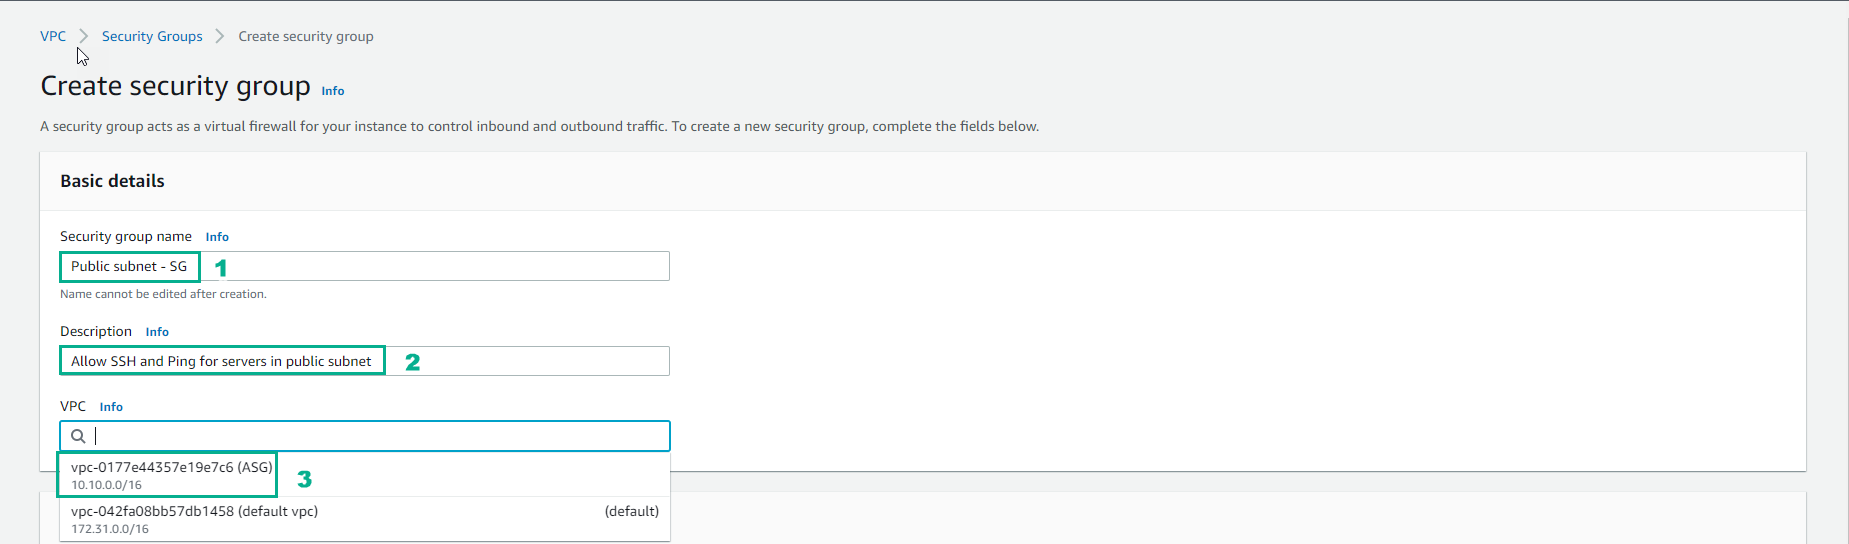 VPC > Security Groups > Create security group
Create security group Info
A security group acts as a virtual firewall for your instance to control inbound and outbound traffic. To create a new security group, complete the fields below.
Basic details
Security group name Info
Public subnet - SG 1
Name cannot be edited after creation.
Description Info
Allow SSH and Ping for servers in public subnet 2
VPC Info
vpc-0177e44357e19e7c6 (ASG) 3
10.10.0.0/16
vpc-042fa08bb57db1458 (default vpc) (default)
172.31.0.0/16